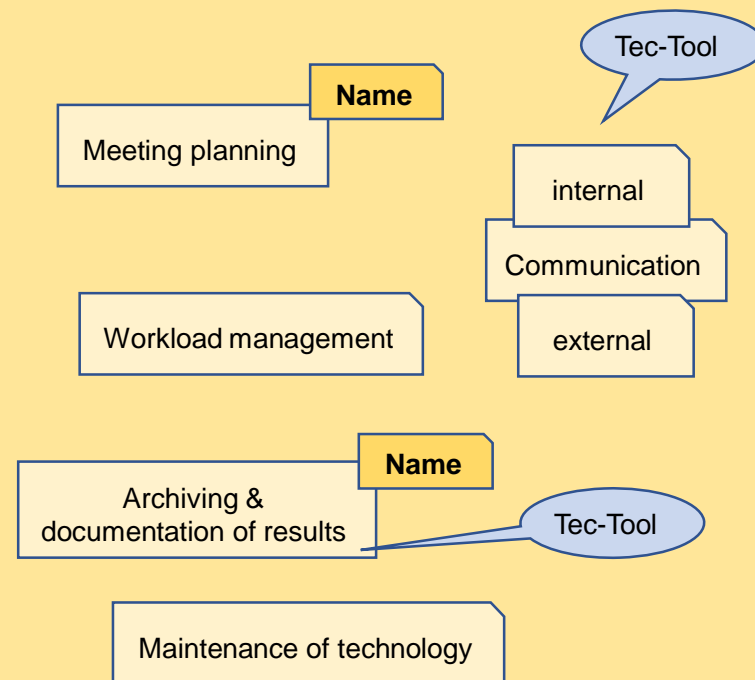 Tec-Tool
Name
Meeting planning
internal
Communication
external
Workload management
Name
Archiving &
documentation of results
Tec-Tool
Maintenance of technology